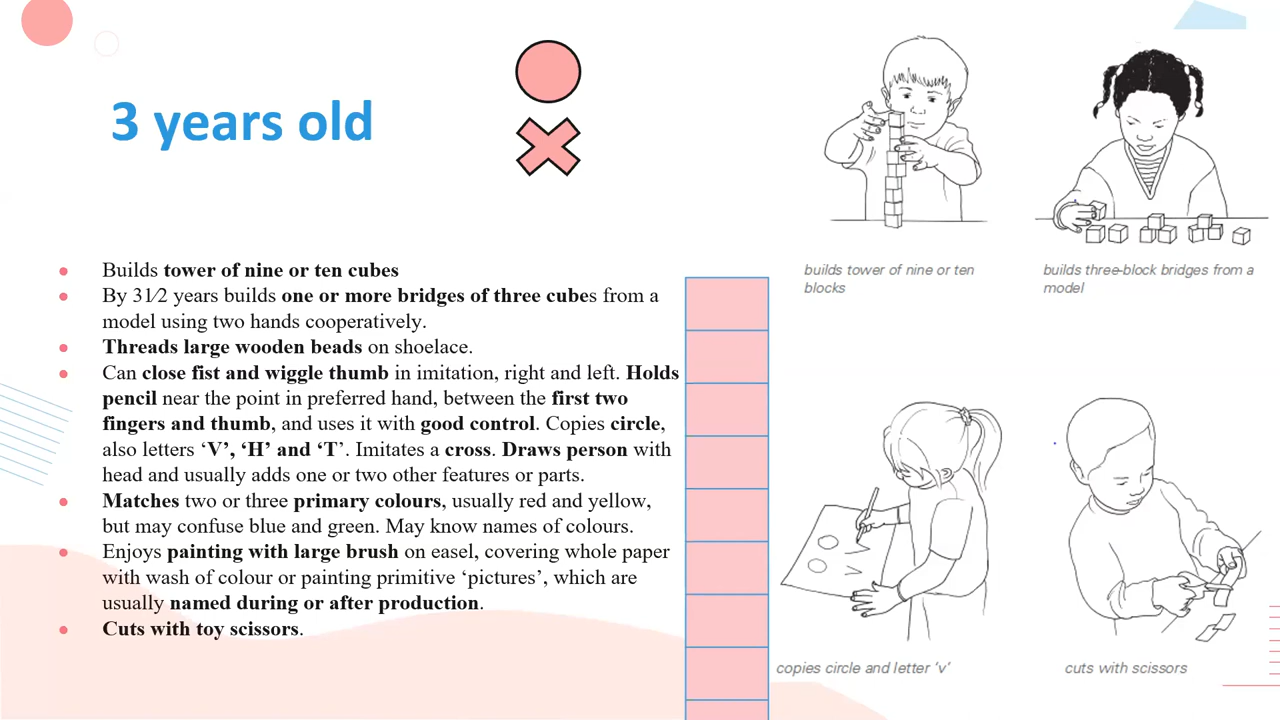 3 years old
Builds tower of nine or ten cubes
By 31⁄2 years builds one or more bridges of three cubes from a
model using two hands cooperatively.
Threads large wooden beads on shoelace.
Can close fist and wiggle thumb in imitation, right and left. Holds
pencil near the point in preferred hand, between the first two
fingers and thumb, and uses it with good control. Copies circle,
also letters ‘V’, ‘H’ and ‘T’. Imitates a cross. Draws person with
head and usually adds one or two other features or parts.
Matches two or three primary colours, usually red and yellow,
but may confuse blue and green. May know names of colours.
Enjoys painting with large brush on easel, covering whole paper
with wash of colour or painting primitive ‘pictures’, which are
usually named during or after production.
Cuts with toy scissors.
builds tower of nine or ten
blocks
builds three-block bridges from a
model
copies circle and letter ‘v’
cuts with scissors